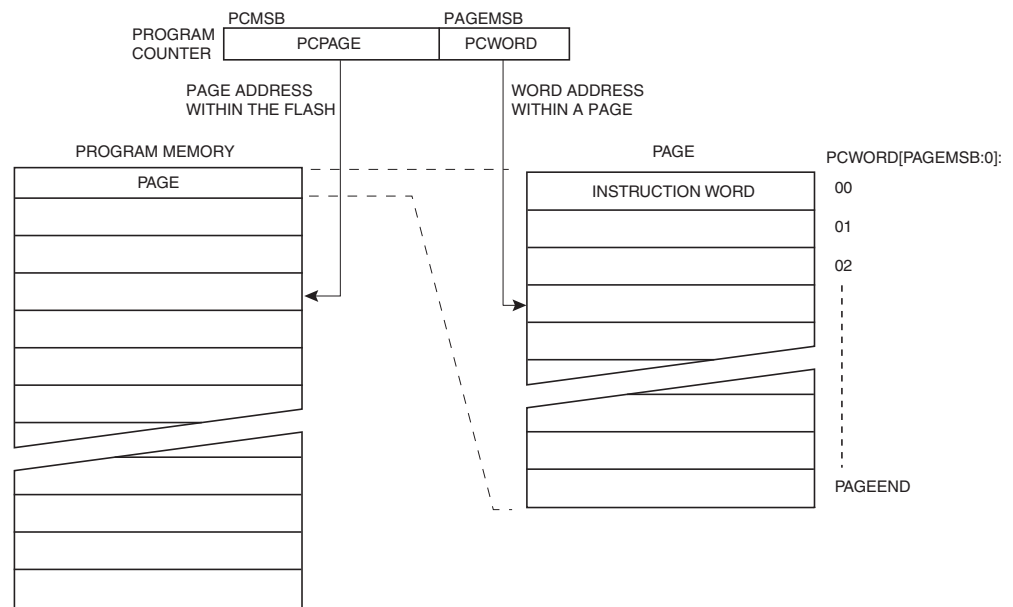 PCMSB
PAGEMSB
PROGRAM
COUNTER
PCPAGE
PCWORD
PAGE ADDRESS
WITHIN THE FLASH
WORD ADDRESS
WITHIN A PAGE
PROGRAM MEMORY
PAGE
PAGE
INSTRUCTION WORD
PCWORD[PAGEMSB:0]:
00
01
02
PAGEEND